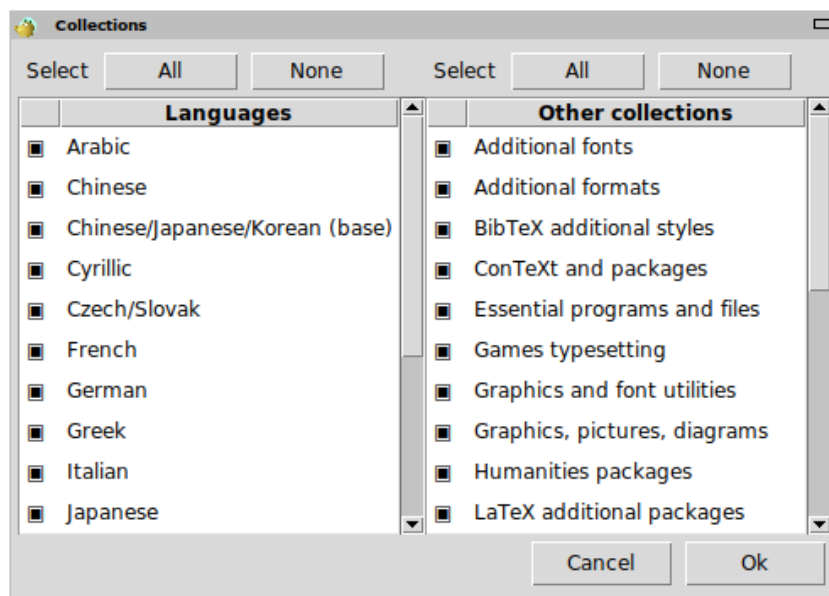 Collections
Select All None Select All None
Languages
Arabic
Chinese
Chinese/Japanese/Korean (base)
Cyrillic
Czech/Slovak
French
German
Greek
Italian
Japanese
Other collections
Additional fonts
Additional formats
BibTeX additional styles
ConTeXt and packages
Essential programs and files
Games typesetting
Graphics and font utilities
Graphics, pictures, diagrams
Humanities packages
LaTeX additional packages
Cancel Ok